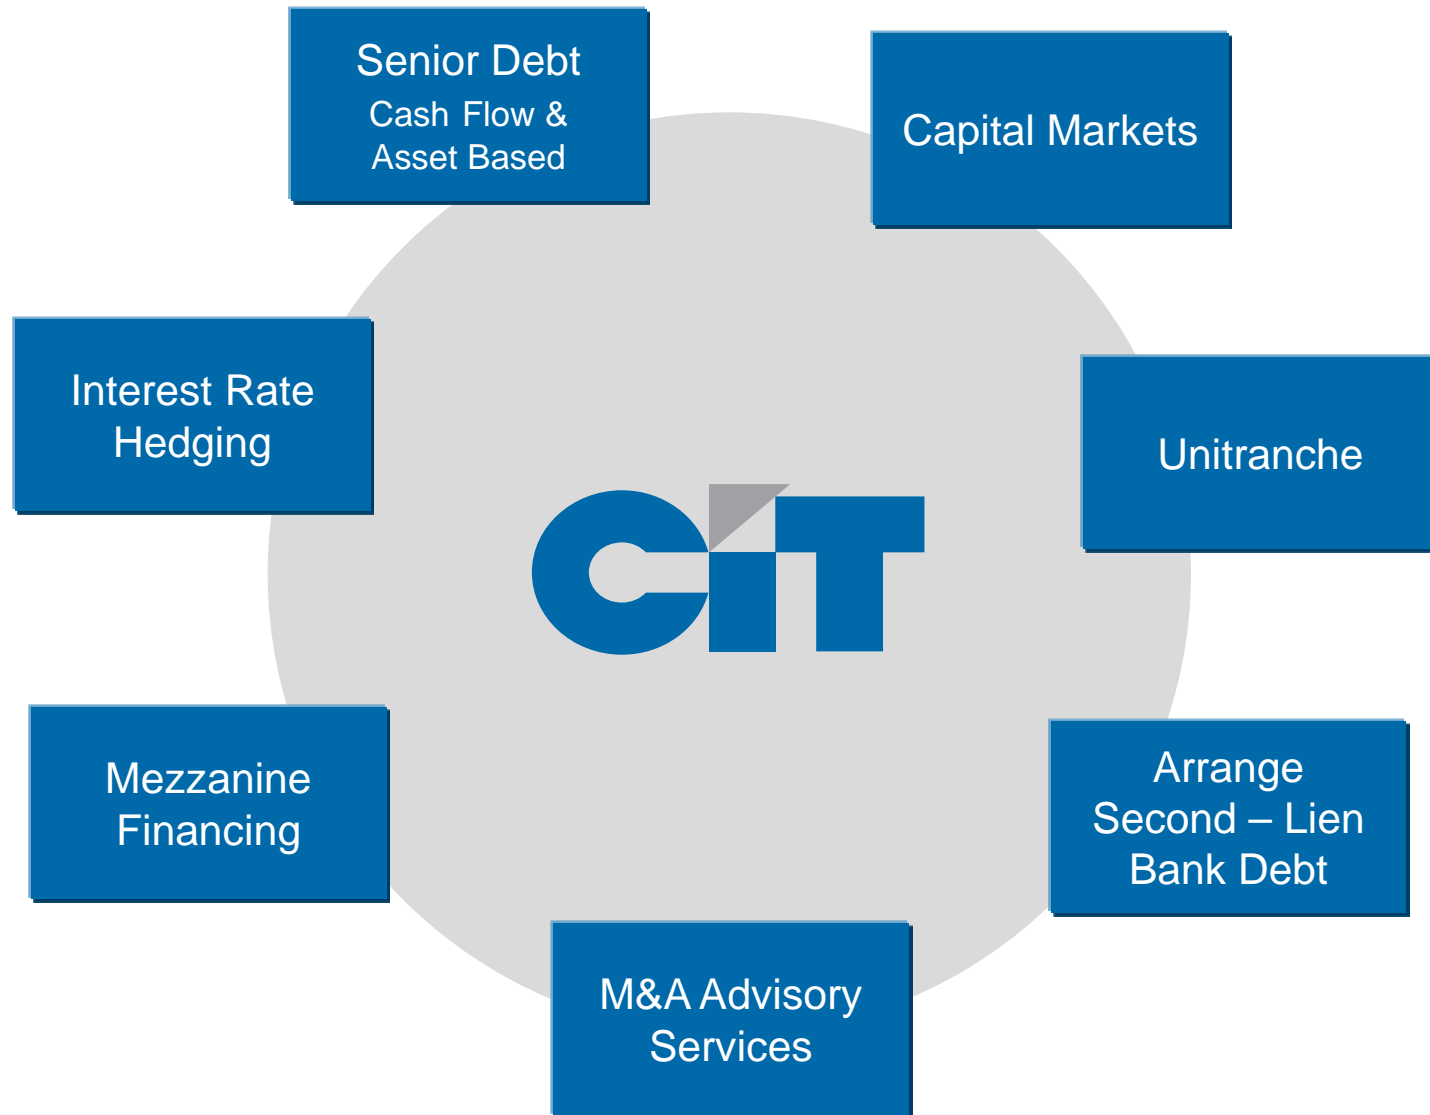 Senior Debt
Cash Flow &
Asset Based
Capital Markets
Interest Rate
Hedging
Unitranche
CiT
Mezzanine
Financing
Arrange
Second – Lien
Bank Debt
M&A Advisory
Services